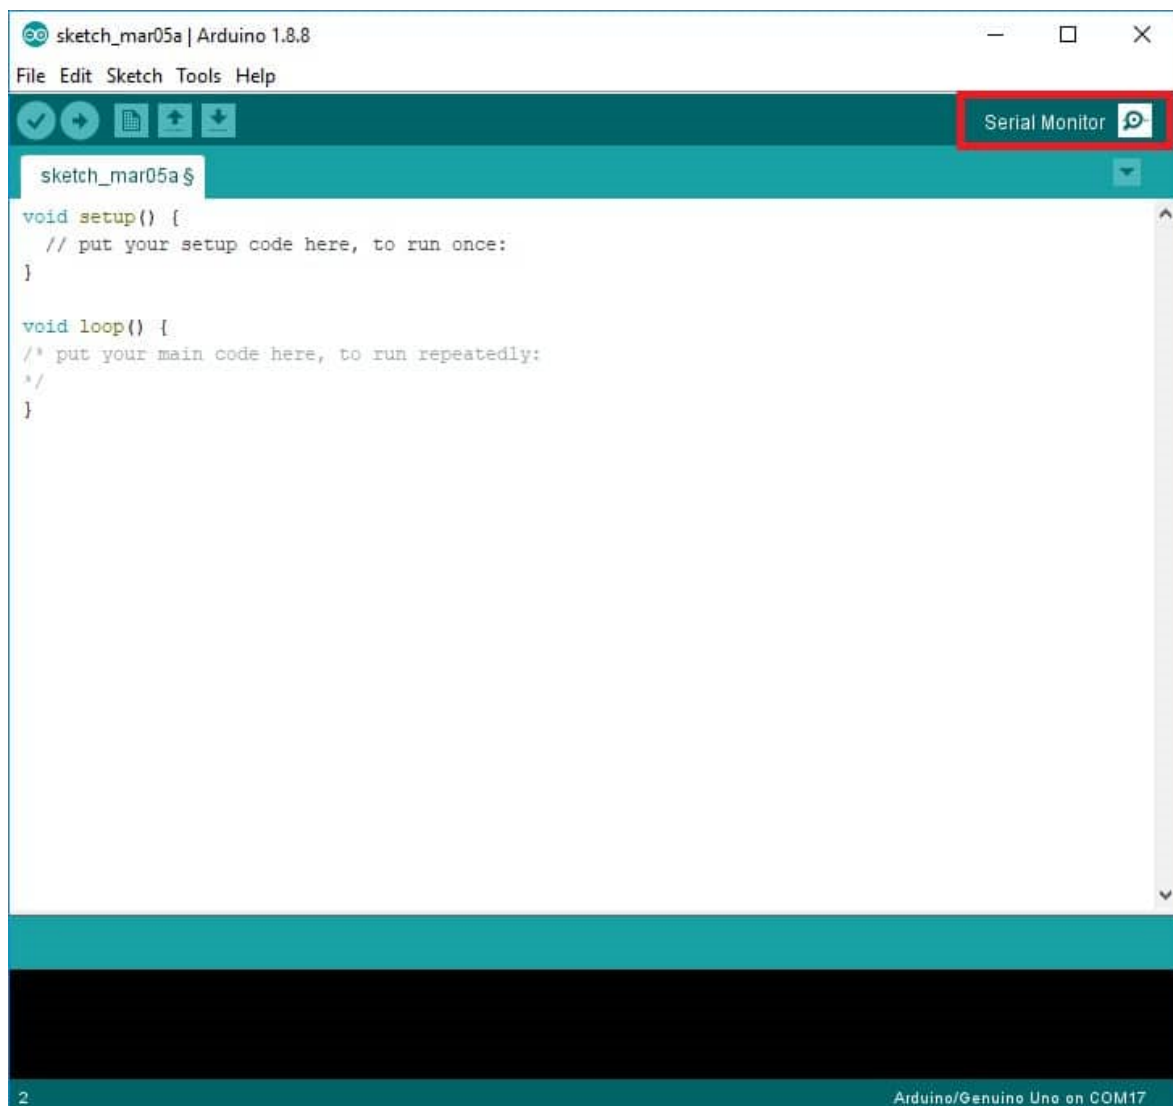 sketch_mar05a | Arduino 1.8.8
File Edit Sketch Tools Help
Serial Monitor
sketch_mar05a §
void setup() {
  // put your setup code here, to run once:
}

void loop() {
/* put your main code here, to run repeatedly:
*/
}
2
Arduino/Genuino Uno on COM17